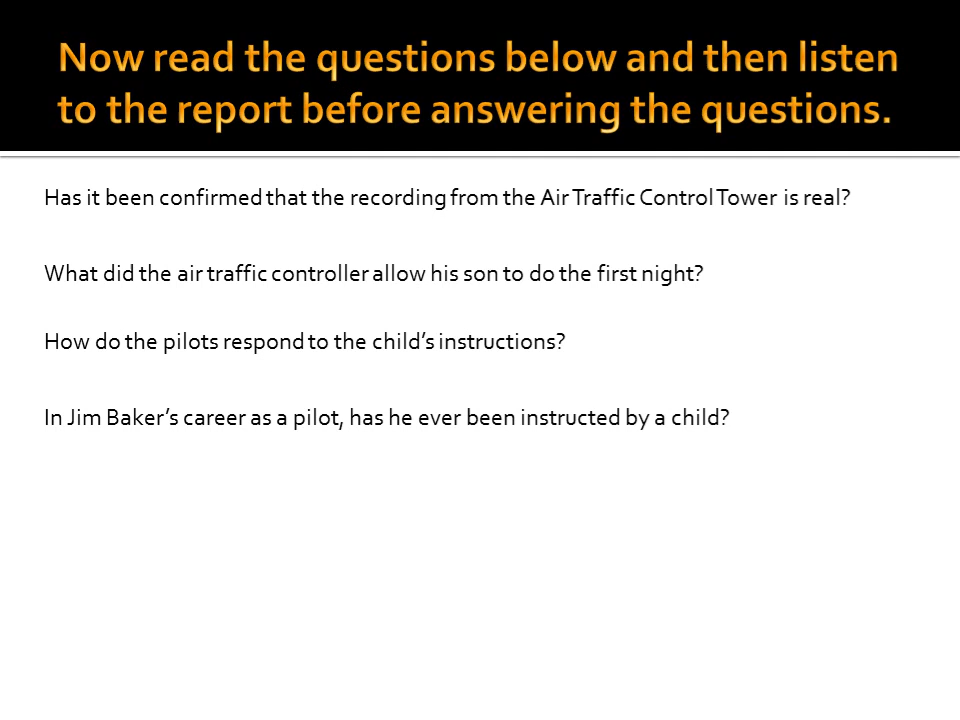 Now read the questions below and then listen
to the report before answering the questions.
Has it been confirmed that the recording from the Air Traffic Control Tower is real?
What did the air traffic controller allow his son to do the first night?
How do the pilots respond to the child’s instructions?
In Jim Baker’s career as a pilot, has he ever been instructed by a child?